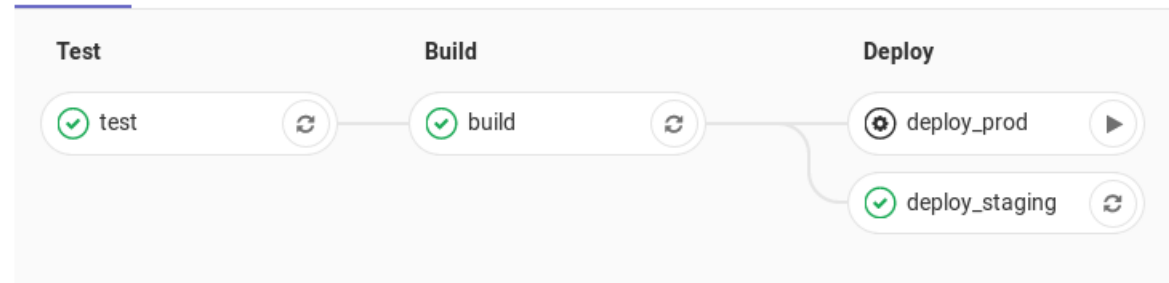 Test
Build
Deploy
test
build
deploy_prod
deploy_staging